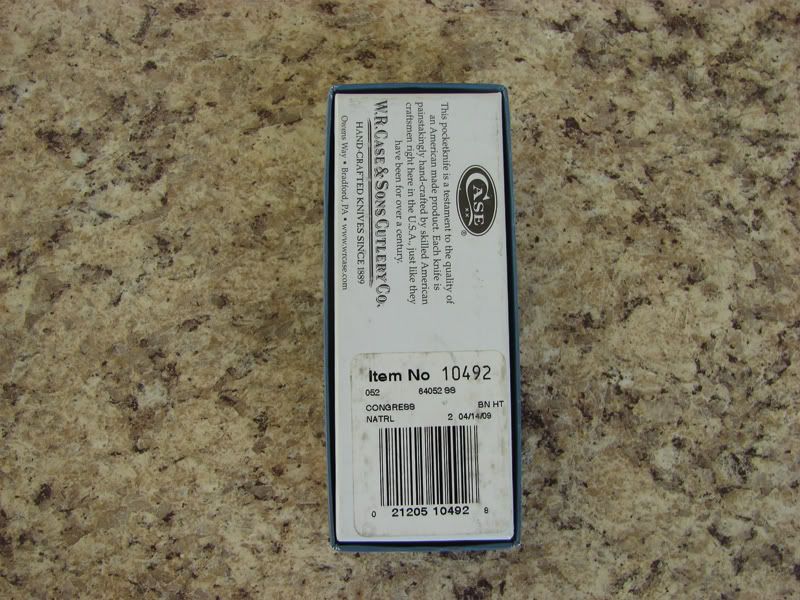 CASE
XX
®
This pocketknife is a testament to the quality of
an American made product. Each knife is
painstakingly hand-crafted by skilled American
craftsmen right here in the U.S.A., just like they
have been for over a century.
W.R. CASE & SONS CUTLERY CO.
HAND-CRAFTED KNIVES SINCE 1889
Owens Way • Bradford, PA • www.wrcase.com
Item No 10492
052 64052 SS
CONGRESS BN HT
NATRL 2 04/14/09
0 21205 10492 8